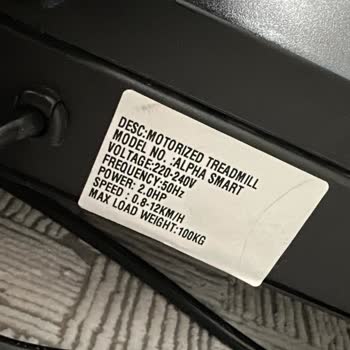 DESC:MOTORIZED TREADMILL
MODEL NO. :ALPHA SMART
VOLTAGE:220-240V
FREQUENCY:50Hz
POWER: 2.0HP
SPEED : 0.8-12KM/H
MAX LOAD WEIGHT:100KG